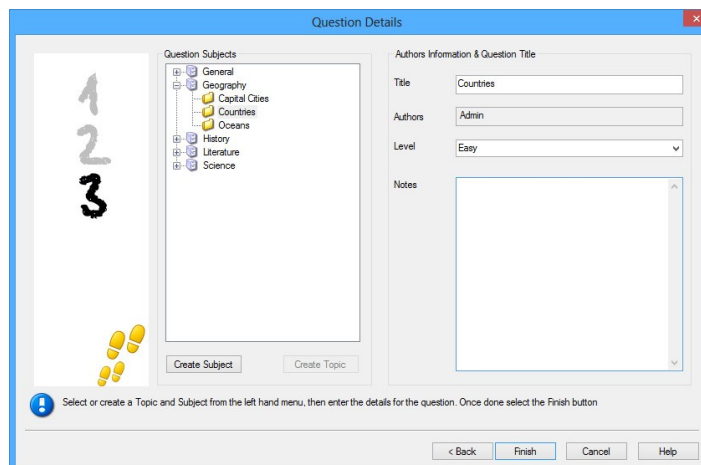 Question Details
x
1
2
3
Question Subjects
General
Geography
Capital Cities
Countries
Oceans
History
Literature
Science
Create Subject
Create Topic
Authors Information & Question Title
Title
Countries
Authors
Admin
Level
Easy
Notes
Select or create a Topic and Subject from the left hand menu, then enter the details for the question. Once done select the Finish button
< Back
Finish
Cancel
Help